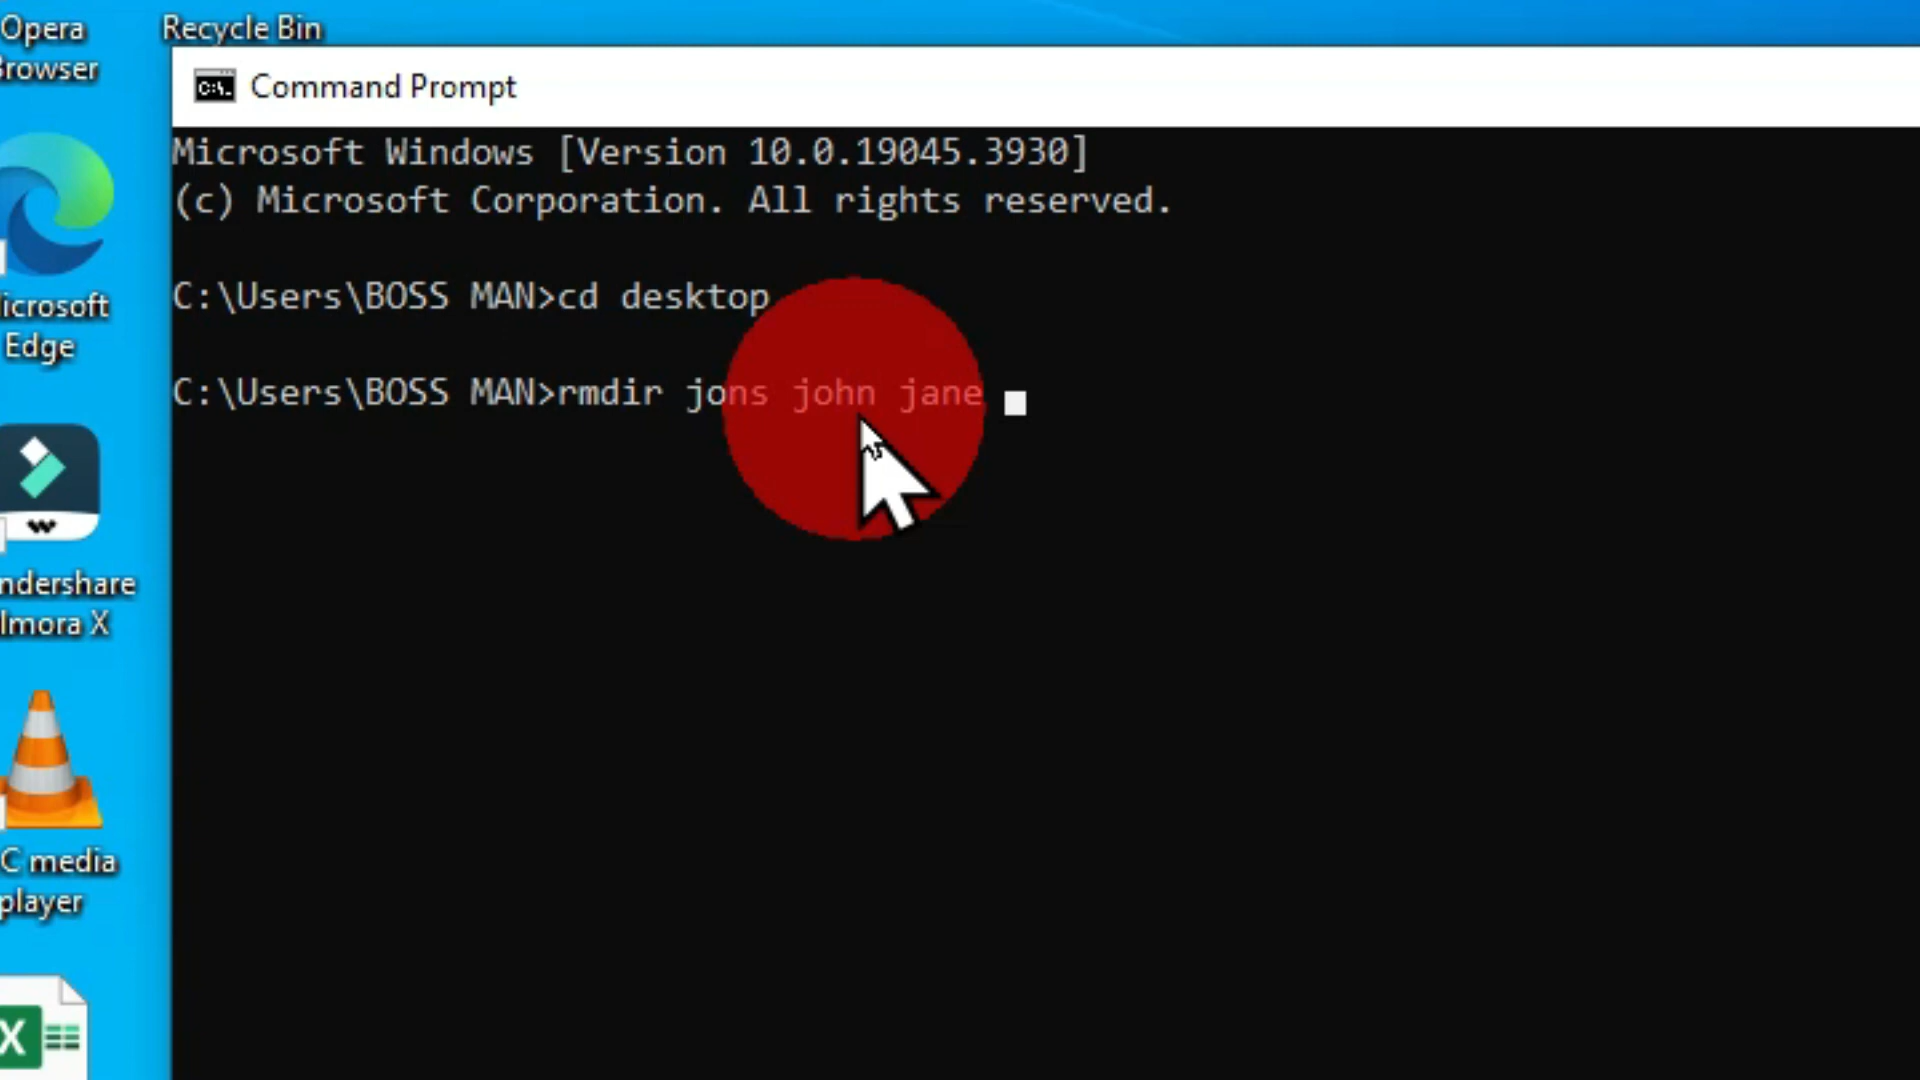 Opera
Browser
Recycle Bin
C:\_
Command Prompt
Microsoft Windows [Version 10.0.19045.3930]
(c) Microsoft Corporation. All rights reserved.
C:\Users\BOSS MAN>cd desktop
C:\Users\BOSS MAN>rmdir jons john jane
icrosoft
Edge
ndershare
lmora X
C media
player
X